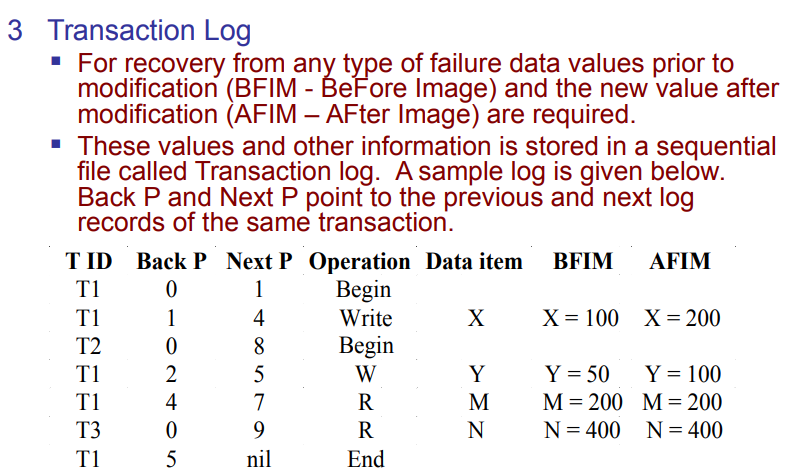 3 Transaction Log
▪ For recovery from any type of failure data values prior to
modification (BFIM - BeFore Image) and the new value after
modification (AFIM – AFter Image) are required.
▪ These values and other information is stored in a sequential
file called Transaction log. A sample log is given below.
Back P and Next P point to the previous and next log
records of the same transaction.
T ID Back P Next P Operation Data item BFIM AFIM
T1 0 1 Begin
T1 1 4 Write X X = 100 X = 200
T2 0 8 Begin
T1 2 5 W Y Y = 50 Y = 100
T1 4 7 R M M = 200 M = 200
T3 0 9 R N N = 400 N = 400
T1 5 nil End